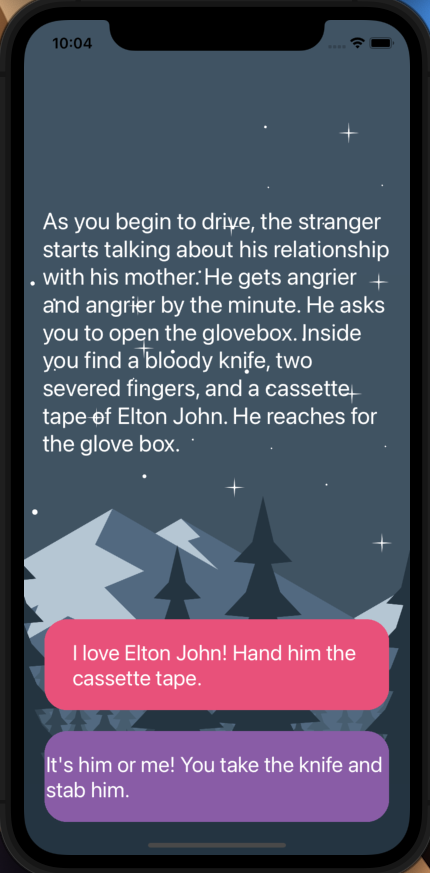 10:04
As you begin to drive, the stranger
starts talking about his relationship
with his mother. He gets angrier
and angrier by the minute. He asks
you to open the glovebox. Inside
you find a bloody knife, two
severed fingers, and a cassette
tape of Elton John. He reaches for
the glove box.
I love Elton John! Hand him the
cassette tape.
It's him or me! You take the knife and
stab him.